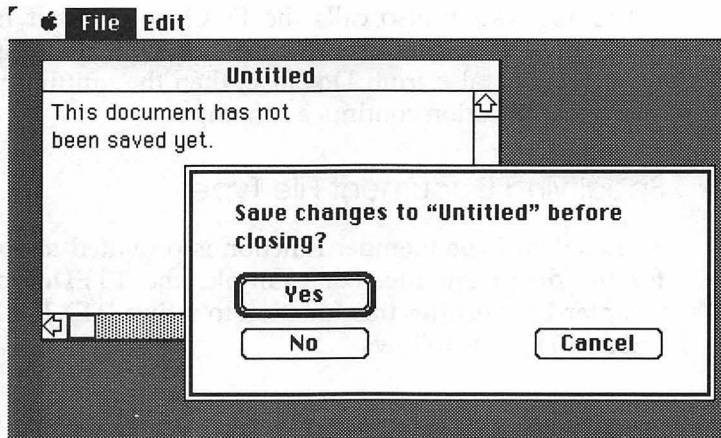 File Edit
Untitled
This document has not
been saved yet.
Save changes to “Untitled” before
closing?
Yes
No
Cancel